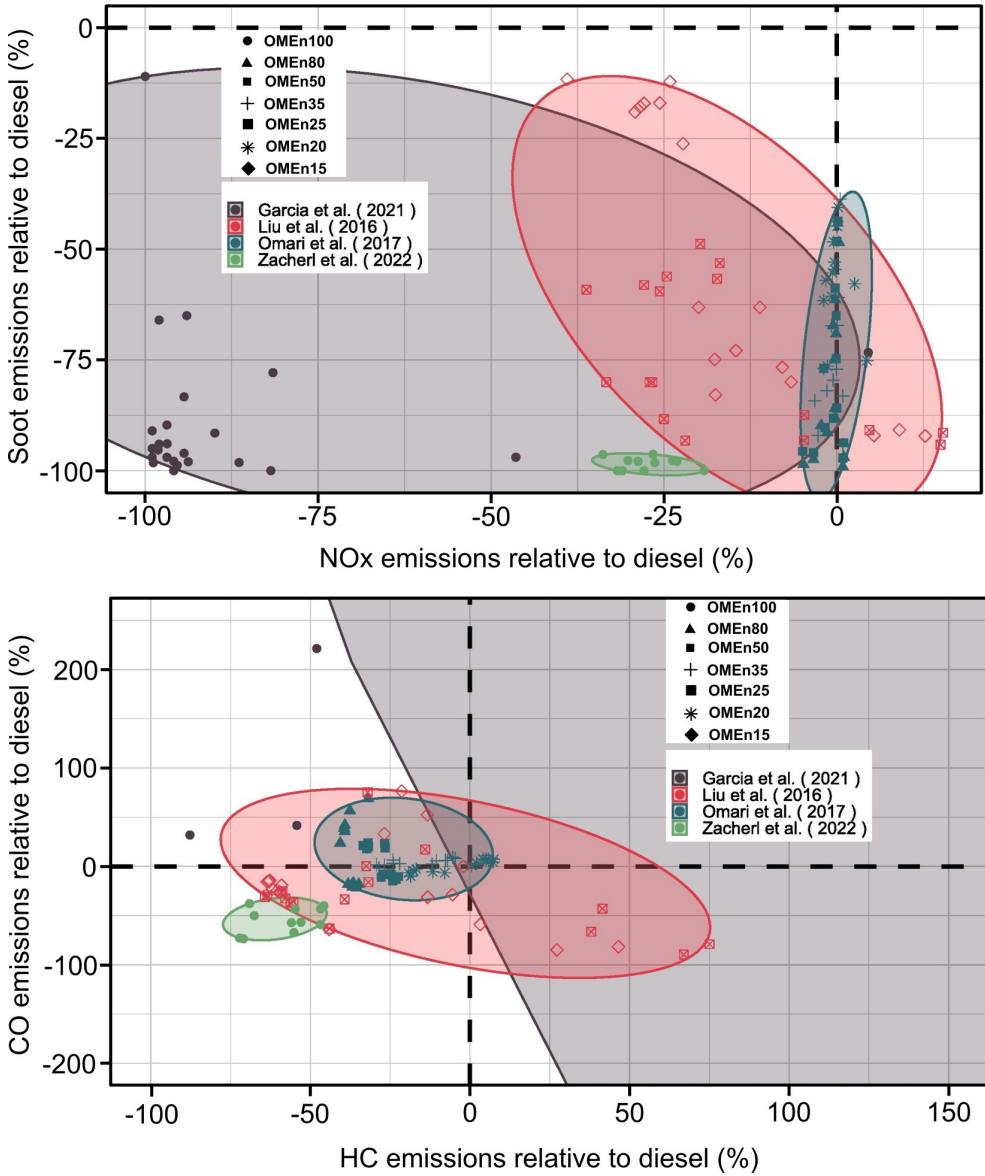 Soot emissions relative to diesel (%)
0
-25
-50
-75
-100
OMEn100
OMEn80
OMEn50
OMEn35
OMEn25
OMEn20
OMEn15
Garcia et al. ( 2021 )
Liu et al. ( 2016 )
Omari et al. ( 2017 )
Zacherl et al. ( 2022 )
-100 -75 -50 -25 0
NOx emissions relative to diesel (%)
CO emissions relative to diesel (%)
200
100
0
-100
-200
OMEn100
OMEn80
OMEn50
OMEn35
OMEn25
OMEn20
OMEn15
Garcia et al. ( 2021 )
Liu et al. ( 2016 )
Omari et al. ( 2017 )
Zacherl et al. ( 2022 )
-100 -50 0 50 100 150
HC emissions relative to diesel (%)